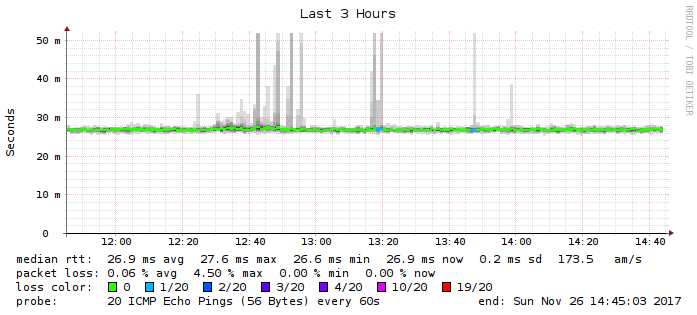 Last 3 Hours
RRDTOOL / TOBI OETIKER
Seconds
50 m
40 m
30 m
20 m
10 m
0
12:00 12:20 12:40 13:00 13:20 13:40 14:00 14:20 14:40
median rtt: 26.9 ms avg 27.6 ms max 26.6 ms min 26.9 ms now 0.2 ms sd 173.5 am/s
packet loss: 0.06 % avg 4.50 % max 0.00 % min 0.00 % now
loss color: 0 1/20 2/20 3/20 4/20 10/20 19/20
probe: 20 ICMP Echo Pings (56 Bytes) every 60s end: Sun Nov 26 14:45:03 2017